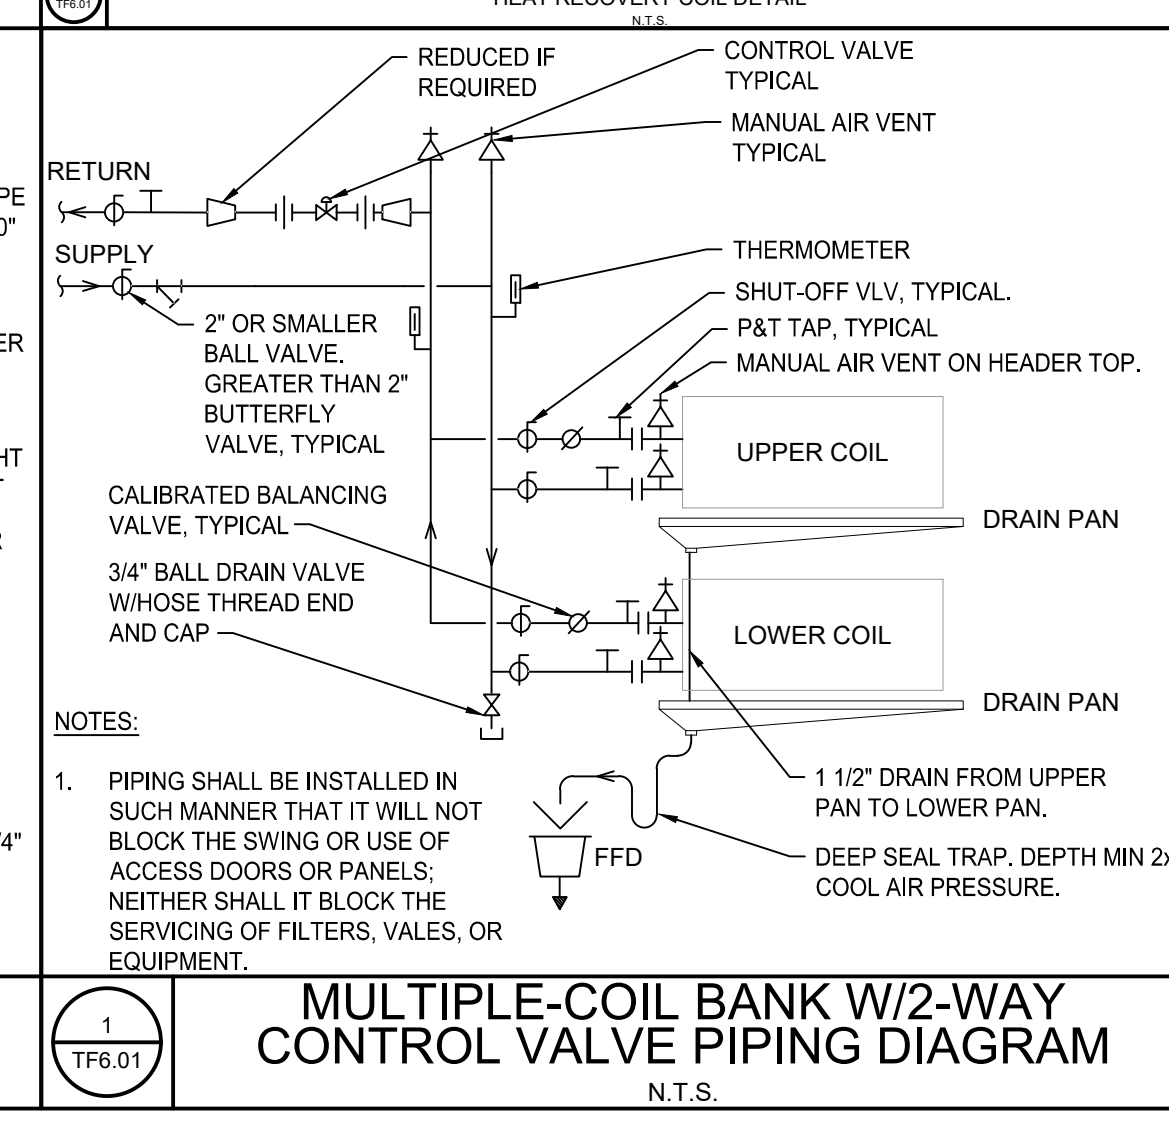 TF6.01
HEAT RECOVERY COIL DETAIL
N.T.S.
REDUCED IF
REQUIRED
CONTROL VALVE
TYPICAL
MANUAL AIR VENT
TYPICAL
RETURN
SUPPLY
THERMOMETER
SHUT-OFF VLV, TYPICAL.
P&T TAP, TYPICAL
MANUAL AIR VENT ON HEADER TOP.
2" OR SMALLER
BALL VALVE.
GREATER THAN 2"
BUTTERFLY
VALVE, TYPICAL
UPPER COIL
CALIBRATED BALANCING
VALVE, TYPICAL
DRAIN PAN
3/4" BALL DRAIN VALVE
W/HOSE THREAD END
AND CAP
LOWER COIL
DRAIN PAN
NOTES:
1. PIPING SHALL BE INSTALLED IN
SUCH MANNER THAT IT WILL NOT
BLOCK THE SWING OR USE OF
ACCESS DOORS OR PANELS;
NEITHER SHALL IT BLOCK THE
SERVICING OF FILTERS, VALES, OR
EQUIPMENT.
1 1/2" DRAIN FROM UPPER
PAN TO LOWER PAN.
FFD
DEEP SEAL TRAP. DEPTH MIN 2x
COOL AIR PRESSURE.
1
TF6.01
MULTIPLE-COIL BANK W/2-WAY
CONTROL VALVE PIPING DIAGRAM
N.T.S.